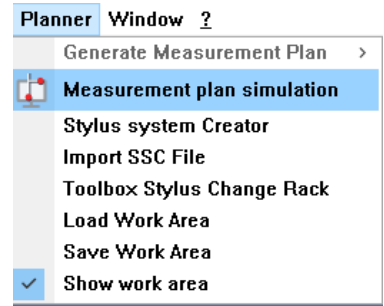 Planner Window ?
Generate Measurement Plan >
Measurement plan simulation
Stylus system Creator
Import SSC File
Toolbox Stylus Change Rack
Load Work Area
Save Work Area
Show work area